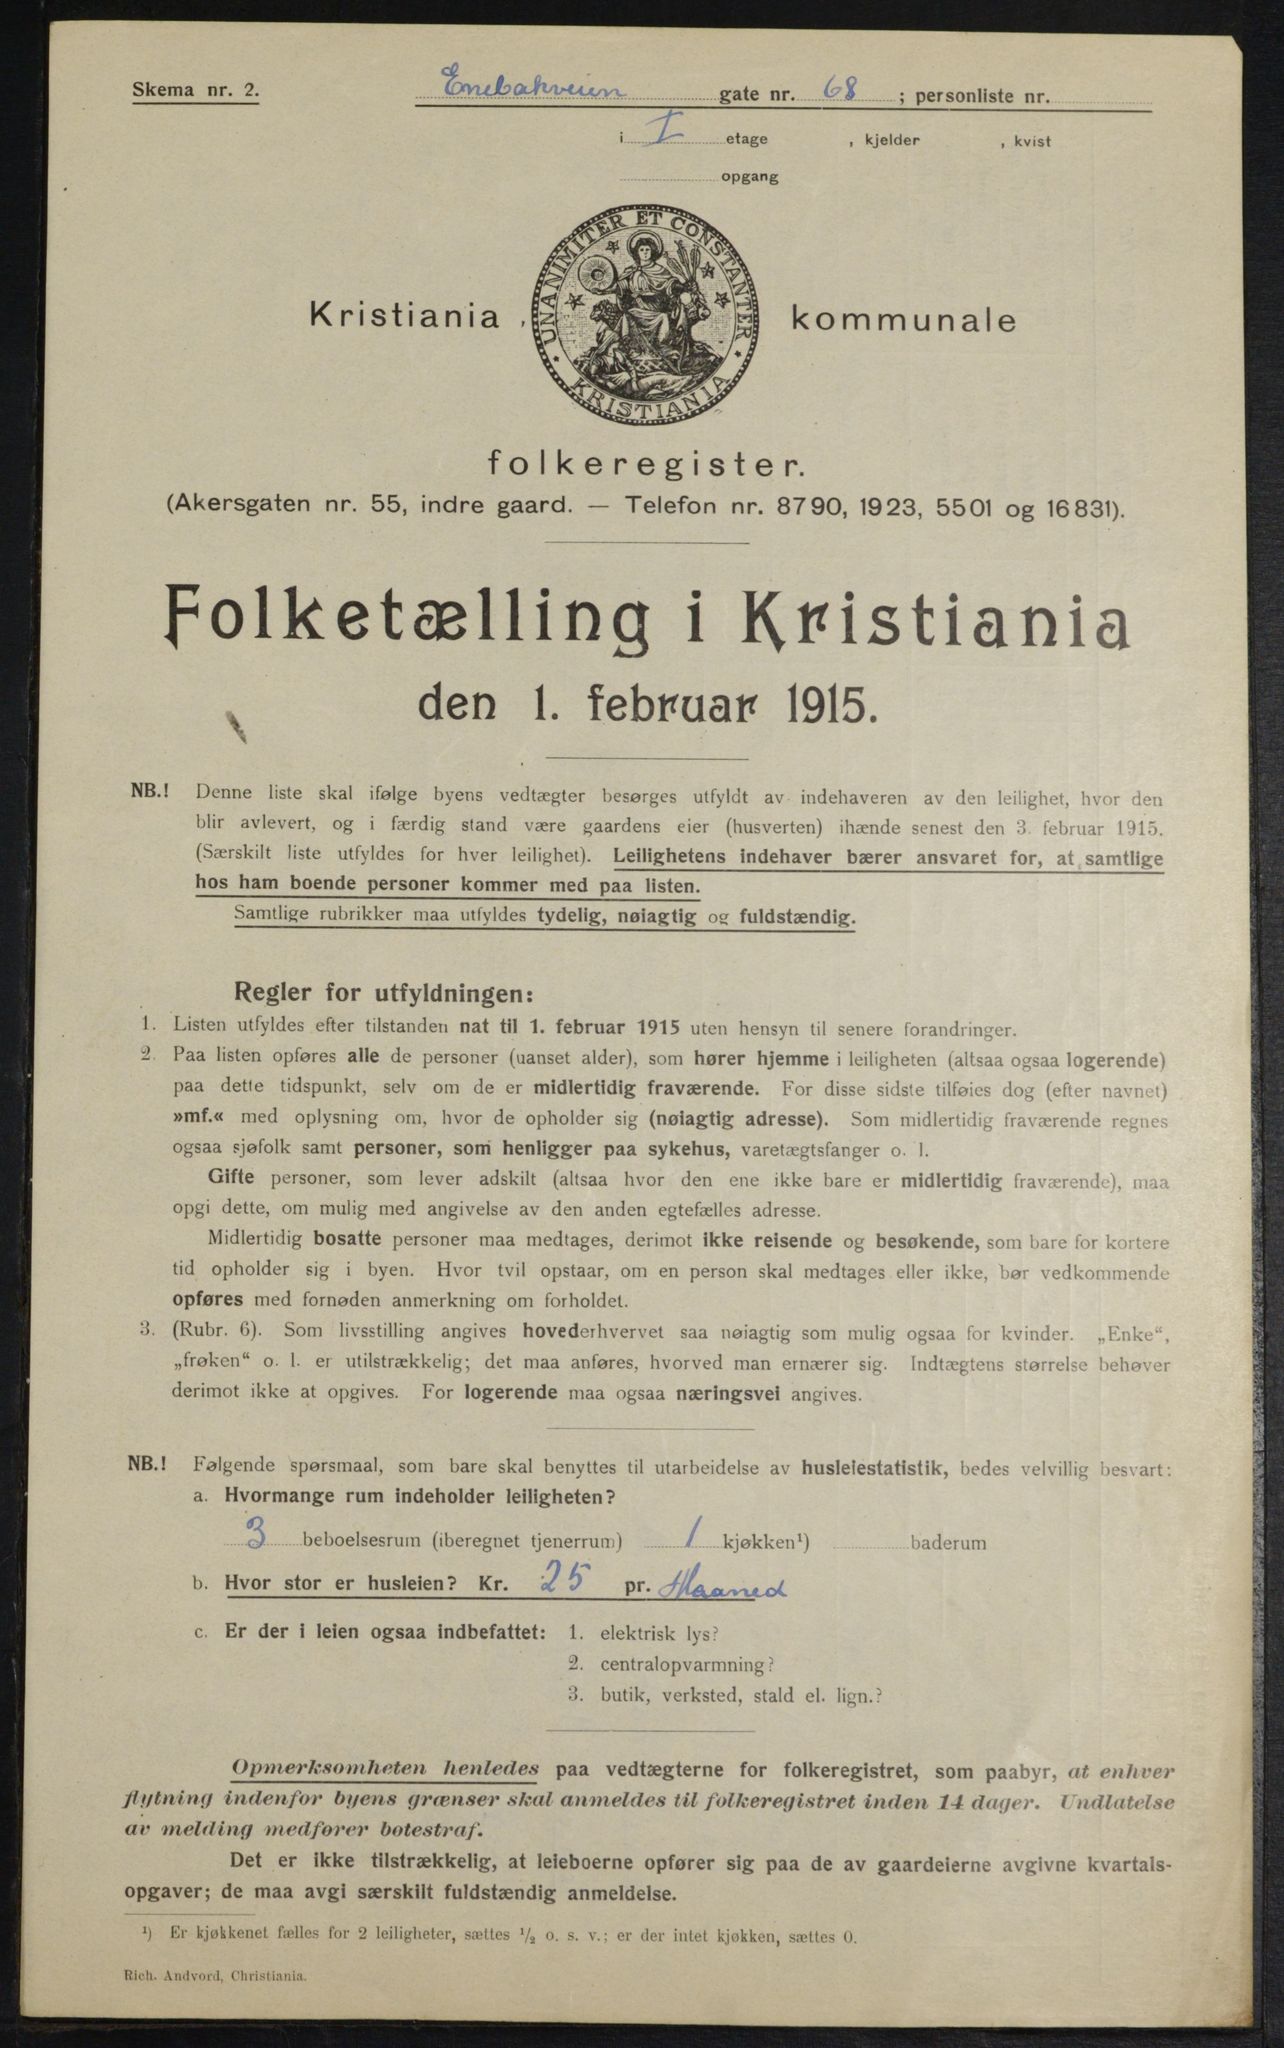 Skema nr. 2.
Enebakveien gate nr. 68 ; personliste nr.
i I etage , kjelder , kvist
opgang
UNANIMITER ET CONSTANTER
KRISTIANIA
Kristiania kommunale
folkeregister.
(Akersgaten nr. 55, indre gaard. — Telefon nr. 8790, 1923, 5501 og 16831).
Folketælling i Kristiania
den 1. februar 1915.
NB.! Denne liste skal ifølge byens vedtægter besørges utfyldt av indehaveren av den leilighet, hvor den
blir avlevert, og i færdig stand være gaardens eier (husverten) ihænde senest den 3. februar 1915.
(Særskilt liste utfyldes for hver leilighet). Leilighetens indehaver bærer ansvaret for, at samtlige
hos ham boende personer kommer med paa listen.
Samtlige rubrikker maa utfyldes tydelig, nøiagtig og fuldstændig.
Regler for utfyldningen:
1. Listen utfyldes efter tilstanden nat til 1. februar 1915 uten hensyn til senere forandringer.
2. Paa listen opføres alle de personer (uanset alder), som hører hjemme i leiligheten (altsaa ogsaa logerende)
paa dette tidspunkt, selv om de er midlertidig fraværende. For disse sidste tilføies dog (efter navnet)
»mf.« med oplysning om, hvor de opholder sig (nøiagtig adresse). Som midlertidig fraværende regnes
ogsaa sjøfolk samt personer, som henligger paa sykehus, varetægtsfanger o. l.
Gifte personer, som lever adskilt (altsaa hvor den ene ikke bare er midlertidig fraværende), maa
opgi dette, om mulig med angivelse av den anden egtefælles adresse.
Midlertidig bosatte personer maa medtages, derimot ikke reisende og besøkende, som bare for kortere
tid opholder sig i byen. Hvor tvil opstaar, om en person skal medtages eller ikke, bør vedkommende
opføres med fornøden anmerkning om forholdet.
3. (Rubr. 6). Som livsstilling angives hovederhvervet saa nøiagtig som mulig ogsaa for kvinder. „Enke“,
„frøken“ o. l. er utilstrækkelig; det maa anføres, hvorved man ernærer sig. Indtægtens størrelse behøver
derimot ikke at opgives. For logerende maa ogsaa næringsvei angives.
NB.! Følgende spørsmaal, som bare skal benyttes til utarbeidelse av husleiestatistik, bedes velvillig besvart:
a. Hvormange rum indeholder leiligheten?
3 beboelsesrum (iberegnet tjenerrum) 1 kjøkken¹) baderum
b. Hvor stor er husleien? Kr. 25 pr. Maaned
c. Er der i leien ogsaa indbefattet: 1. elektrisk lys?
2. centralopvarmning?
3. butik, verksted, stald el. lign.?
Opmerksomheten henledes paa vedtægterne for folkeregistret, som paabyr, at enhver
flytning indenfor byens grænser skal anmeldes til folkeregistret inden 14 dager. Undlatelse
av melding medfører bøtestraf.
Det er ikke tilstrækkelig, at leieboerne opfører sig paa de av gaardeierne avgivne kvartals-
opgaver; de maa avgi særskilt fuldstændig anmeldelse.
¹) Er kjøkkenet fælles for 2 leiligheter, sættes ½ o. s. v.; er der intet kjøkken, sættes 0.
Rich. Andvord, Christiania.